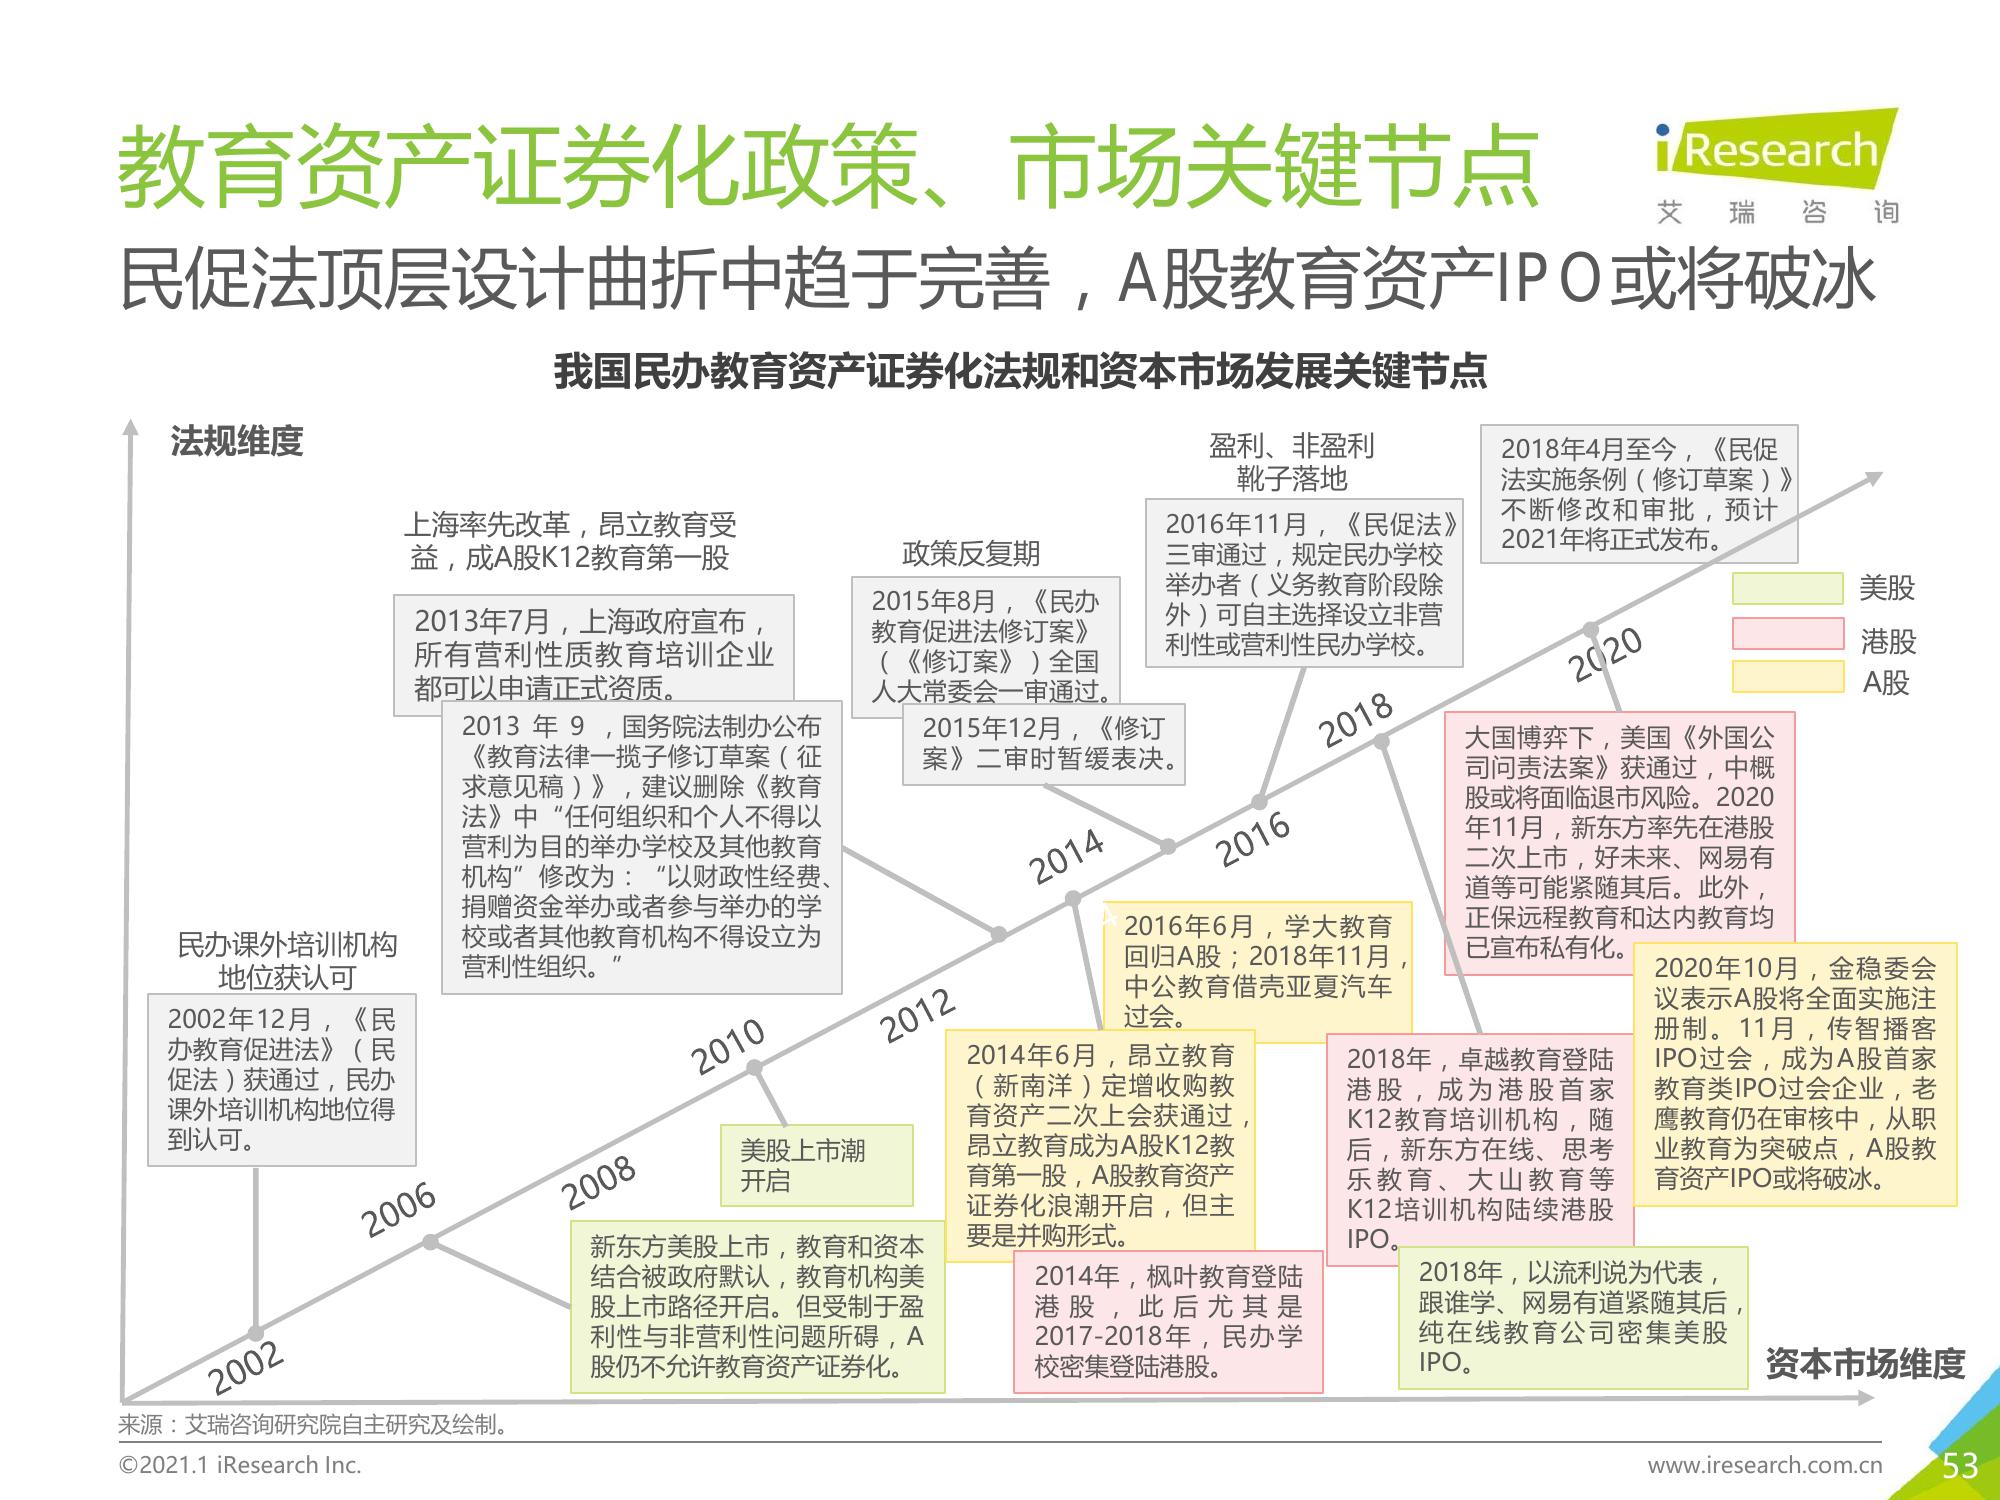 教育资产证券化政策、市场关键节点
iResearch
艾瑞咨询
民促法顶层设计曲折中趋于完善，A股教育资产IPO或将破冰
我国民办教育资产证券化法规和资本市场发展关键节点
法规维度
民办课外培训机构
地位获认可
2002年12月，《民
办教育促进法》（民
促法）获通过，民办
课外培训机构地位得
到认可。
上海率先改革，昂立教育受
益，成A股K12教育第一股
2013年7月，上海政府宣布，
所有营利性质教育培训企业
都可以申请正式资质。
2013 年 9 ，国务院法制办公布
《教育法律一揽子修订草案（征
求意见稿）》，建议删除《教育
法》中“任何组织和个人不得以
营利为目的举办学校及其他教育
机构”修改为：“以财政性经费、
捐赠资金举办或者参与举办的学
校或者其他教育机构不得设立为
营利性组织。”
政策反复期
2015年8月，《民办
教育促进法修订案》
（《修订案》）全国
人大常委会一审通过。
2015年12月，《修订
案》二审时暂缓表决。
盈利、非盈利
靴子落地
2016年11月，《民促法》
三审通过，规定民办学校
举办者（义务教育阶段除
外）可自主选择设立非营
利性或营利性民办学校。
2018年4月至今，《民促
法实施条例（修订草案）》
不断修改和审批，预计
2021年将正式发布。
美股
港股
A股
2002
2006
2008
2010
2012
2014
2016
2018
2020
新东方美股上市，教育和资本
结合被政府默认，教育机构美
股上市路径开启。但受制于盈
利性与非营利性问题所碍，A
股仍不允许教育资产证券化。
美股上市潮
开启
2016年6月，学大教育
回归A股；2018年11月，
中公教育借壳亚夏汽车
过会。
2014年6月，昂立教育
（新南洋）定增收购教
育资产二次上会获通过，
昂立教育成为A股K12教
育第一股，A股教育资产
证券化浪潮开启，但主
要是并购形式。
2014年，枫叶教育登陆
港股，此后尤其是
2017-2018年，民办学
校密集登陆港股。
大国博弈下，美国《外国公
司问责法案》获通过，中概
股或将面临退市风险。2020
年11月，新东方率先在港股
二次上市，好未来、网易有
道等可能紧随其后。此外，
正保远程教育和达内教育均
已宣布私有化。
2018年，卓越教育登陆
港股，成为港股首家
K12教育培训机构，随
后，新东方在线、思考
乐教育、大山教育等
K12培训机构陆续港股
IPO。
2020年10月，金稳委会
议表示A股将全面实施注
册制。11月，传智播客
IPO过会，成为A股首家
教育类IPO过会企业，老
鹰教育仍在审核中，从职
业教育为突破点，A股教
育资产IPO或将破冰。
2018年，以流利说为代表，
跟谁学、网易有道紧随其后，
纯在线教育公司密集美股
IPO。
资本市场维度
来源：艾瑞咨询研究院自主研究及绘制。
©2021.1 iResearch Inc.
www.iresearch.com.cn
53